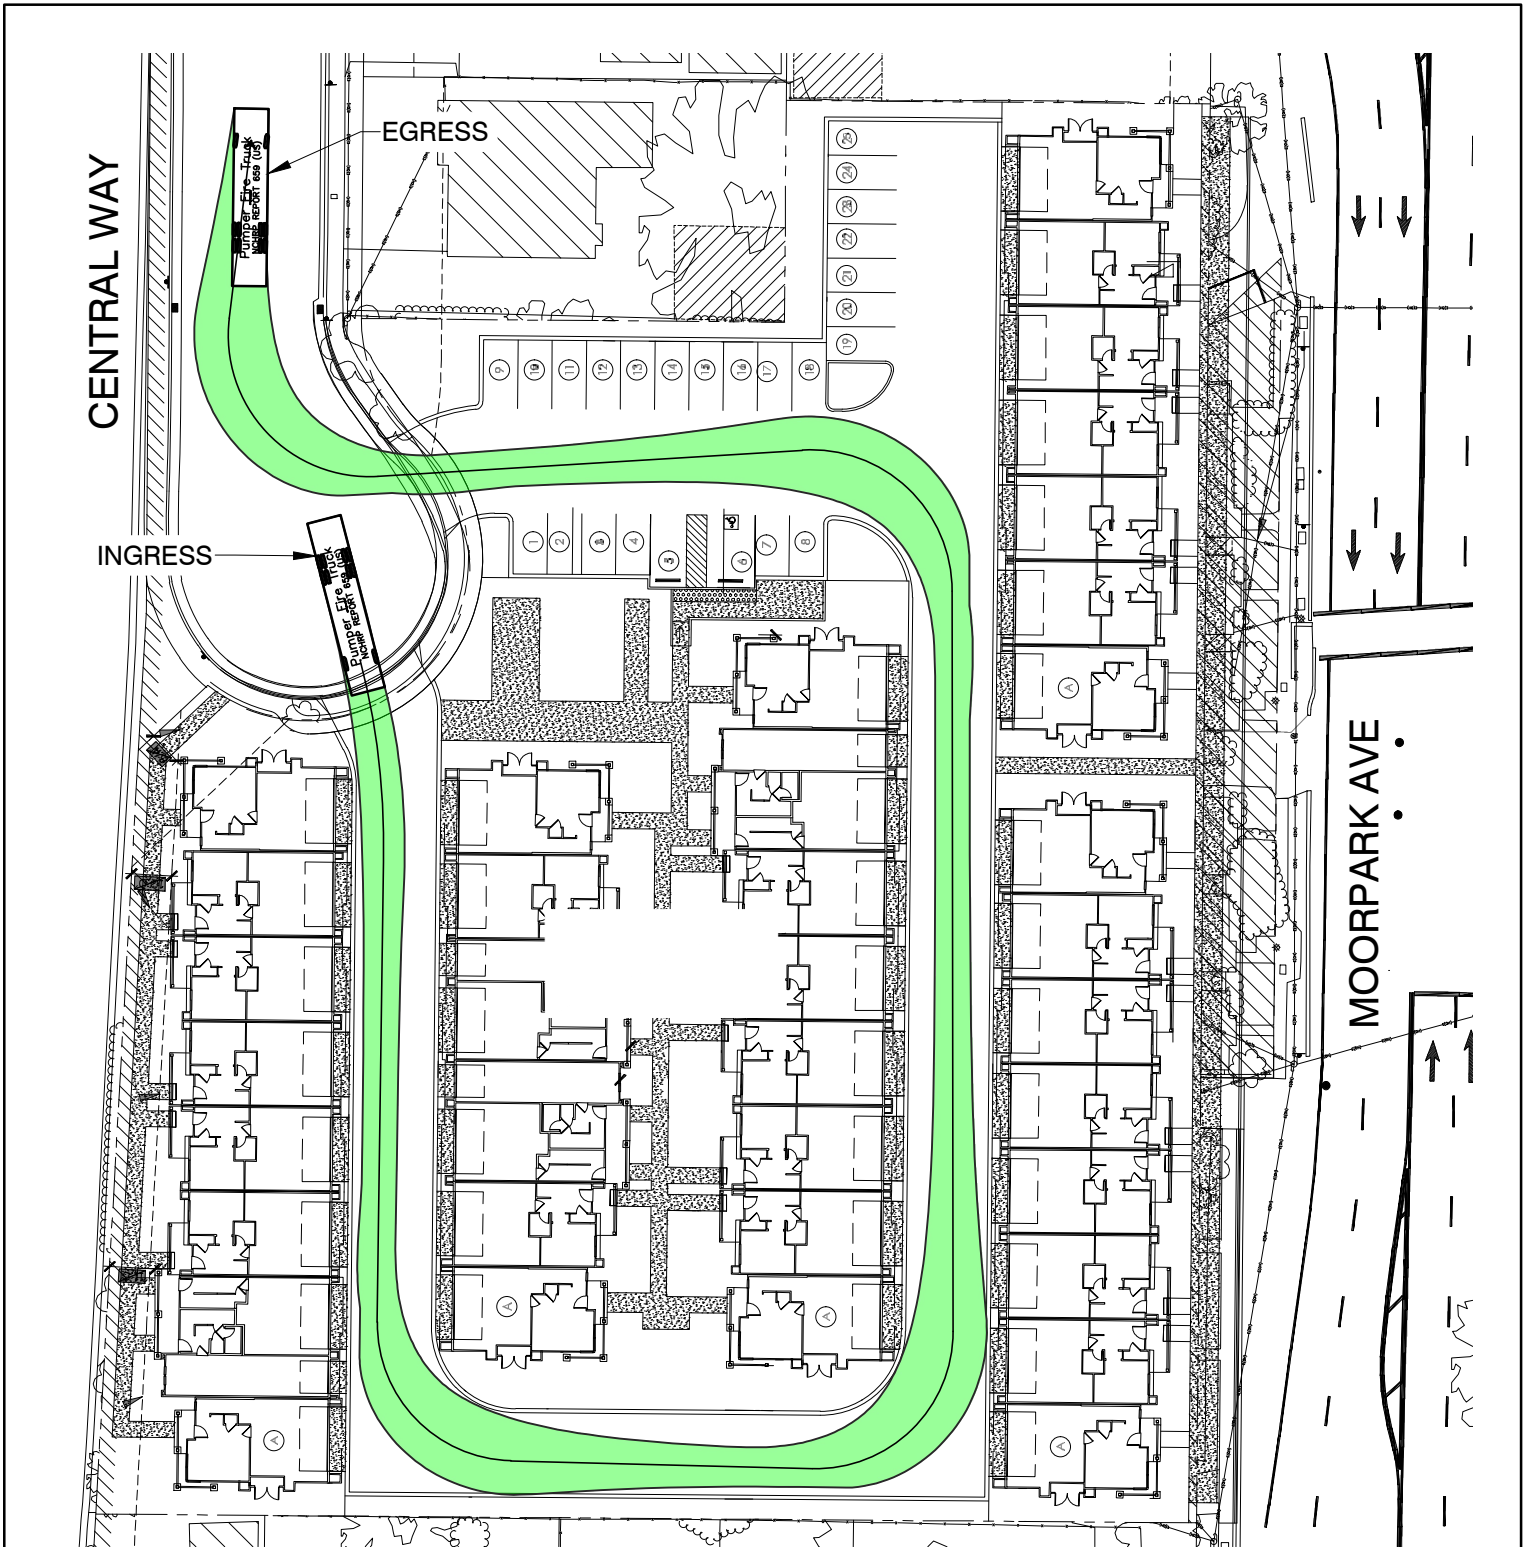 EGRESS
Pumper Fire Truck
NCHRP REPORT 659 (US)
CENTRAL WAY
25
24
23
22
21
20
19
9
10
11
12
13
14
15
16
17
18
1
2
3
4
5
6
7
8
INGRESS
Pumper Fire Truck
NCHRP REPORT 659 (US)
MOORPARK AVE
A
A
A
A
A